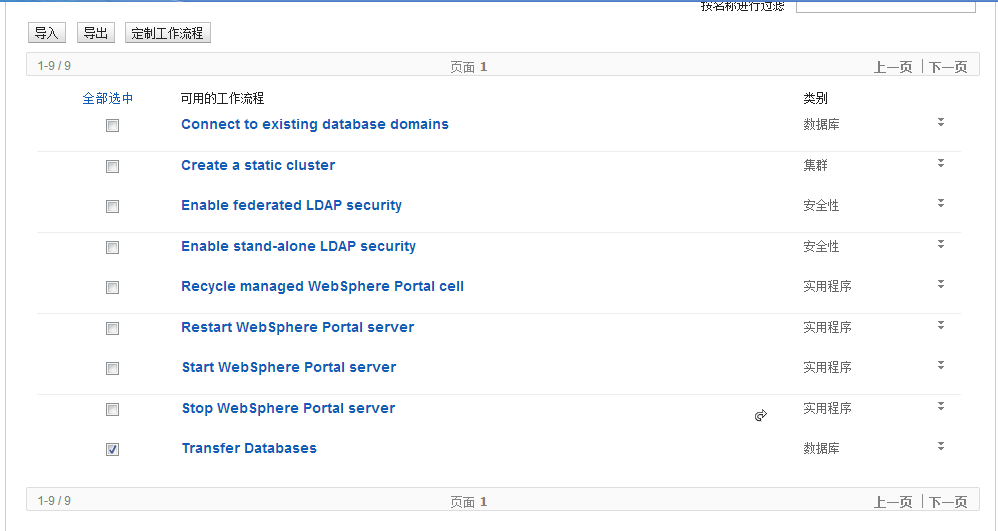 按名称进行过滤
导入 导出 定制工作流程
1-9 / 9 页面 1 上一页 | 下一页
全部选中 可用的工作流程 类别
Connect to existing database domains 数据库
Create a static cluster 集群
Enable federated LDAP security 安全性
Enable stand-alone LDAP security 安全性
Recycle managed WebSphere Portal cell 实用程序
Restart WebSphere Portal server 实用程序
Start WebSphere Portal server 实用程序
Stop WebSphere Portal server 实用程序
Transfer Databases 数据库
1-9 / 9 页面 1 上一页 | 下一页